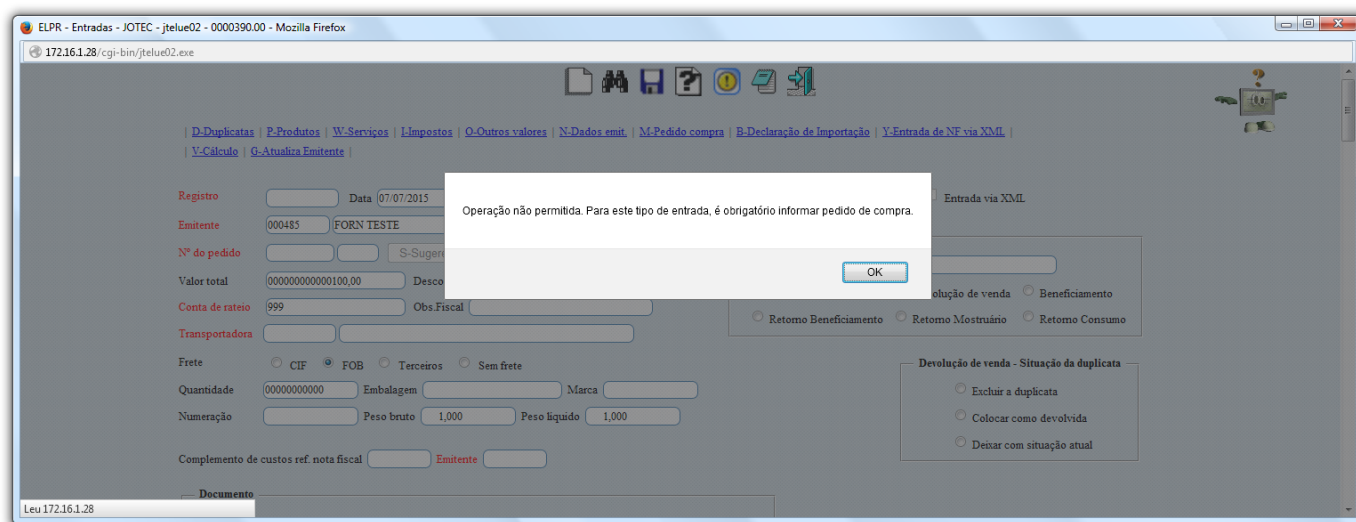 ELPR - Entradas - JOTEC - jtelue02 - 0000390.00 - Mozilla Firefox
172.16.1.28/cgi-bin/jtelue02.exe
| D-Duplicatas | P-Produtos | W-Serviços | I-Impostos | O-Outros valores | N-Dados emit. | M-Pedido compra | B-Declaração de Importação | Y-Entrada de NF via XML |
| V-Cálculo | G-Atualiza Emitente |
Registro Data 07/07/2015 Entrada via XML
Emitente 000485 FORN TESTE
Operação não permitida. Para este tipo de entrada, é obrigatório informar pedido de compra.
OK
Nº do pedido S-Sugere
Valor total 000000000000100,00 Desco
olução de venda Beneficiamento
Conta de rateio 999 Obs.Fiscal
Retorno Beneficiamento Retorno Mostruário Retorno Consumo
Transportadora
Frete CIF FOB Terceiros Sem frete
Devolução de venda - Situação da duplicata
Quantidade 00000000000 Embalagem Marca
Excluir a duplicata
Numeração Peso bruto 1,000 Peso liquido 1,000
Colocar como devolvida
Deixar com situação atual
Complemento de custos ref. nota fiscal Emitente
Documento
Leu 172.16.1.28